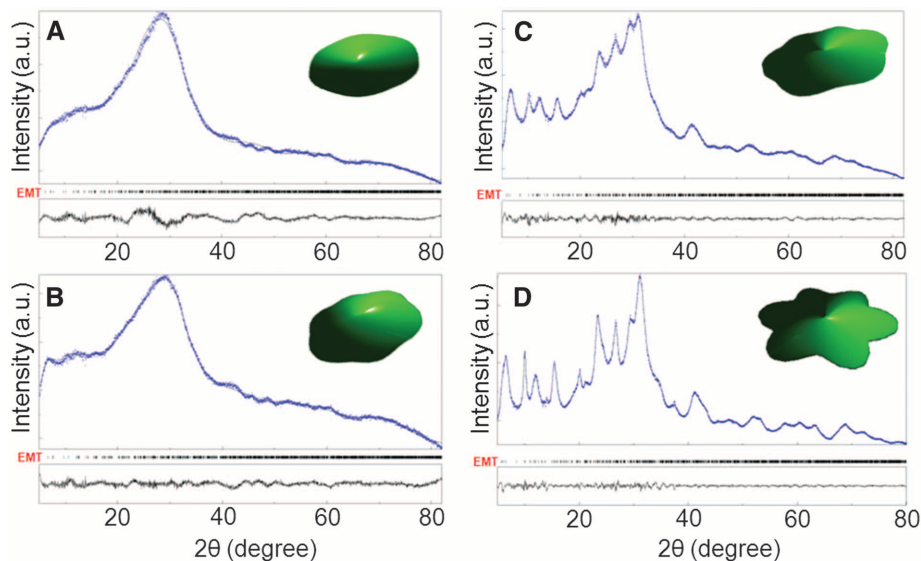 A
Intensity (a.u.)
EMT
20 40 60 80
B
Intensity (a.u.)
EMT
20 40 60 80
2θ (degree)
C
Intensity (a.u.)
EMT
20 40 60 80
D
Intensity (a.u.)
EMT
20 40 60 80
2θ (degree)